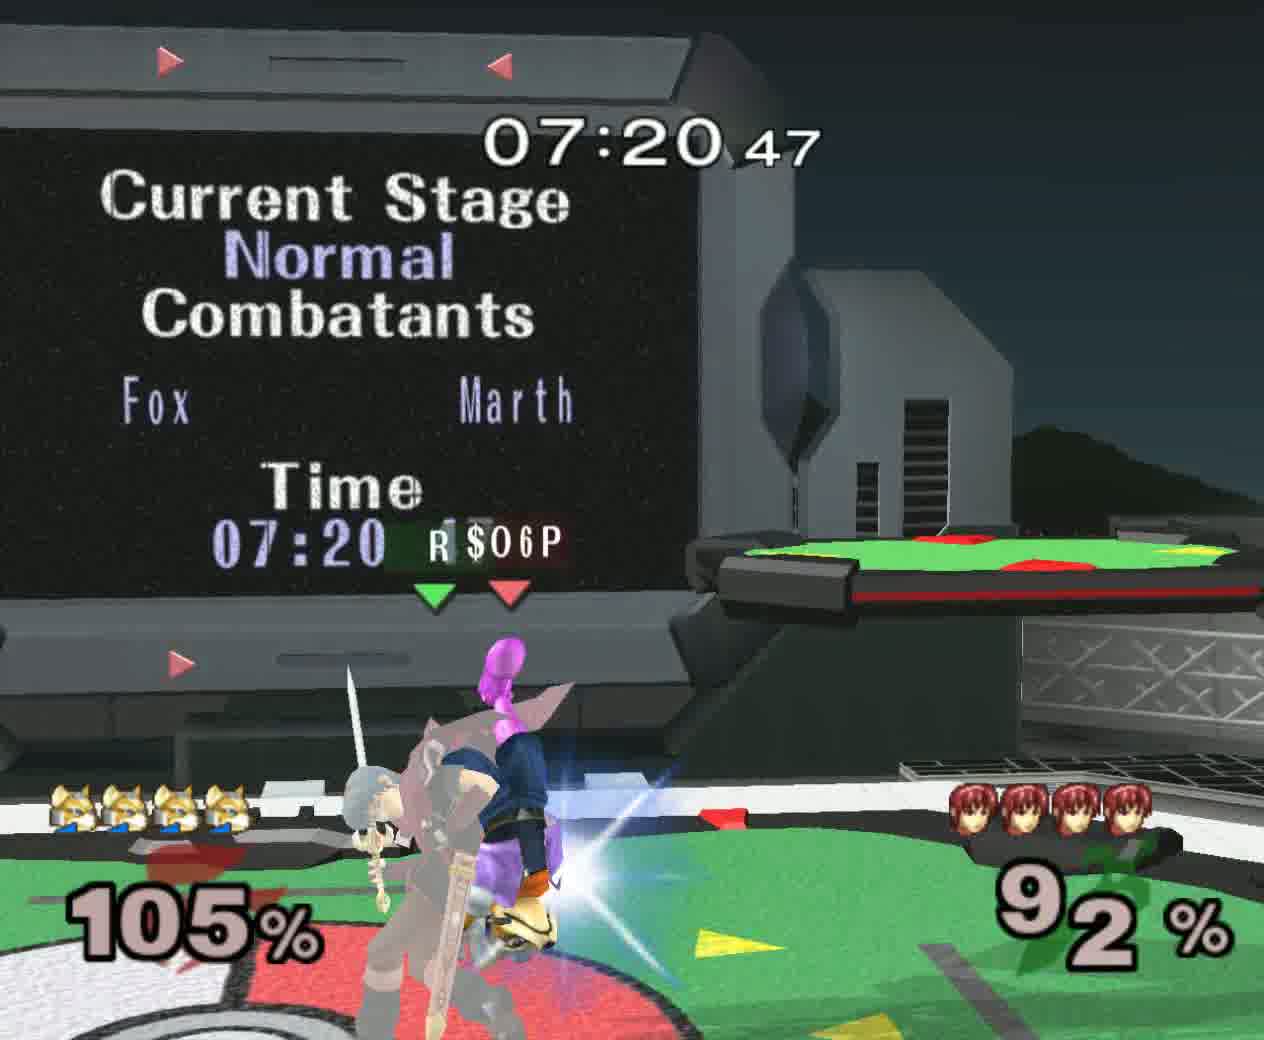 07:20 47
Current Stage
Normal
Combatants
Fox Marth
Time
07:20
R $06P
105%
92%